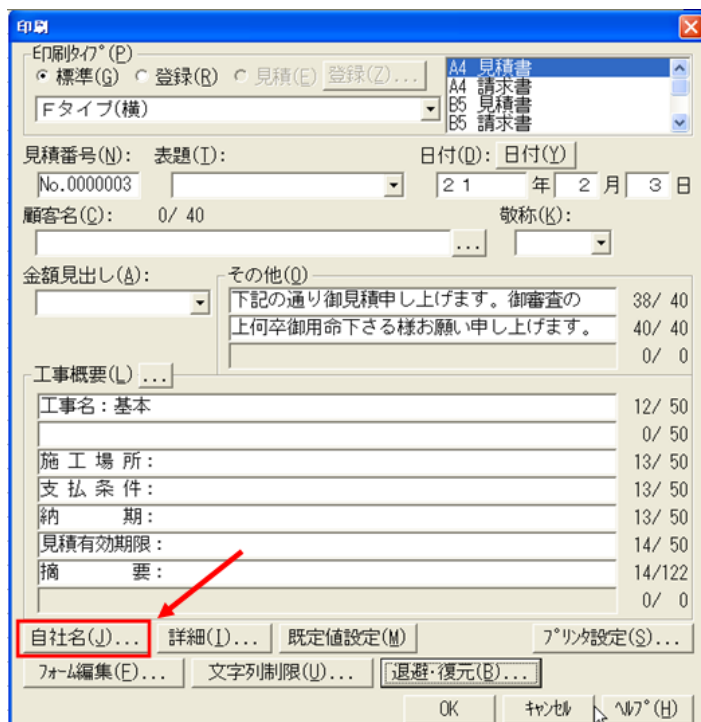 印刷
印刷ﾀｲﾌﾟ(P)
標準(G) 登録(R) 見積(E) 登録(Z)...
Fタイプ(横)
A4 見積書
A4 請求書
B5 見積書
B5 請求書
見積番号(N): 表題(T): 日付(D): 日付(Y)
No.0000003 21 年 2 月 3 日
顧客名(C): 0/ 40 敬称(K):
...
金額見出し(A): その他(O)
下記の通り御見積申し上げます。御審査の 38/ 40
上何卒御用命下さる様お願い申し上げます。 40/ 40
0/ 0
工事概要(L) ...
工事名:基本 12/ 50
0/ 50
施 工 場 所: 13/ 50
支 払 条 件: 13/ 50
納 期: 13/ 50
見積有効期限: 14/ 50
摘 要: 14/122
0/ 0
自社名(J)... 詳細(I)... 既定値設定(M) ﾌﾟﾘﾝﾀ設定(S)...
ﾌｫｰﾑ編集(F)... 文字列制限(U)... 退避・復元(B)...
OK ｷｬﾝｾﾙ ﾍﾙﾌﾟ(H)